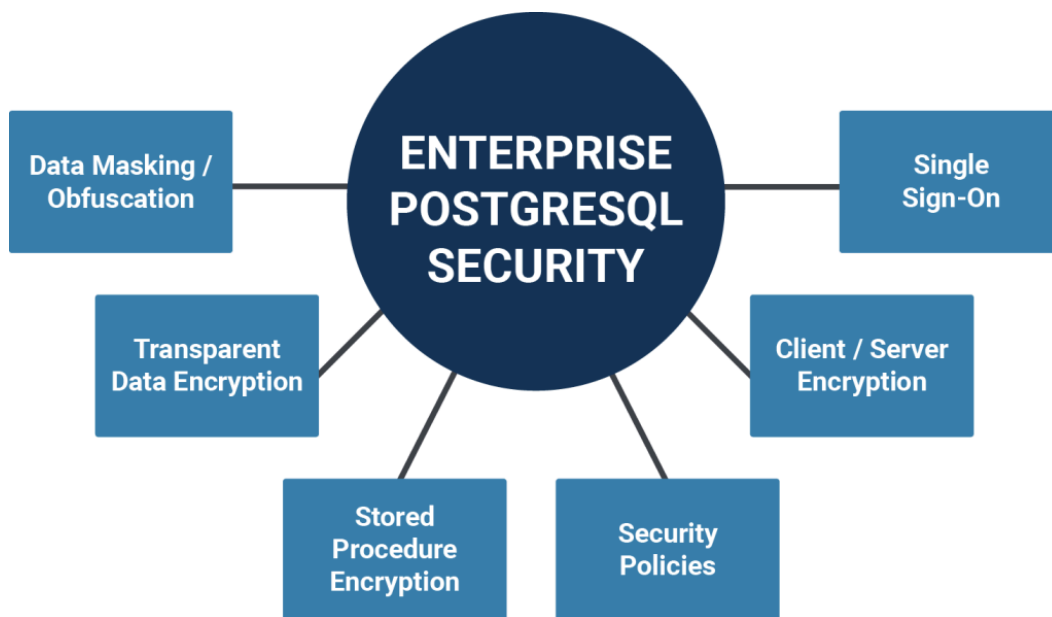 ENTERPRISE
POSTGRESQL
SECURITY
Data Masking /
Obfuscation
Single
Sign-On
Transparent
Data Encryption
Client / Server
Encryption
Stored
Procedure
Encryption
Security
Policies